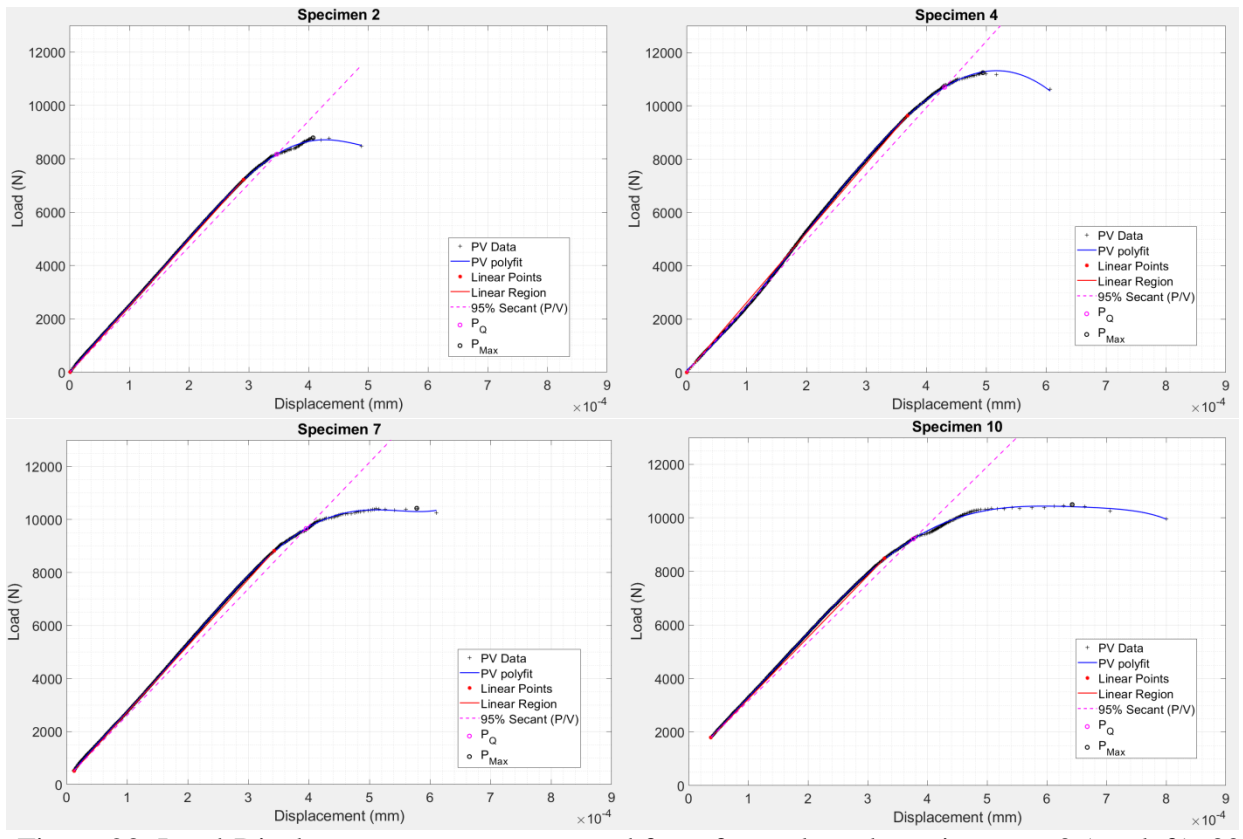 Specimen 2
12000
10000
8000
6000
4000
2000
0
Load (N)
PV Data
PV polyfit
Linear Points
Linear Region
95% Secant (P/V)
P_Q
P_Max
0 1 2 3 4 5 6 7 8 9
Displacement (mm)
×10^-4
Specimen 4
12000
10000
8000
6000
4000
2000
0
Load (N)
PV Data
PV polyfit
Linear Points
Linear Region
95% Secant (P/V)
P_Q
P_Max
0 1 2 3 4 5 6 7 8 9
Displacement (mm)
×10^-4
Specimen 7
12000
10000
8000
6000
4000
2000
0
Load (N)
PV Data
PV polyfit
Linear Points
Linear Region
95% Secant (P/V)
P_Q
P_Max
0 1 2 3 4 5 6 7 8 9
Displacement (mm)
×10^-4
Specimen 10
12000
10000
8000
6000
4000
2000
0
Load (N)
PV Data
PV polyfit
Linear Points
Linear Region
95% Secant (P/V)
P_Q
P_Max
0 1 2 3 4 5 6 7 8 9
Displacement (mm)
×10^-4